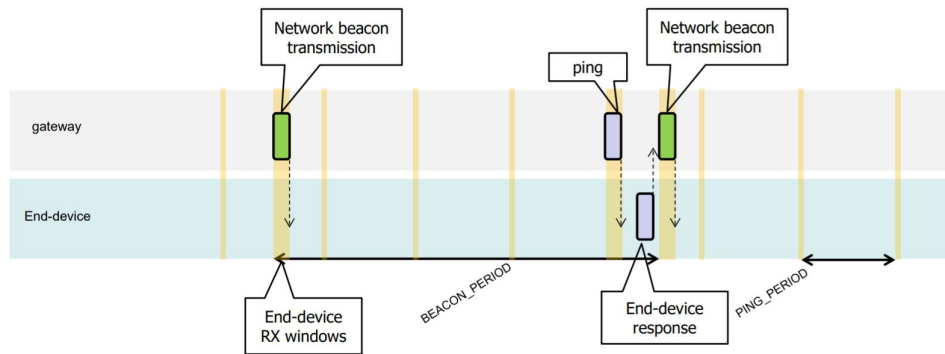 Network beacon
transmission
ping
Network beacon
transmission
gateway
End-device
BEACON_PERIOD
PING_PERIOD
End-device
RX windows
End-device
response